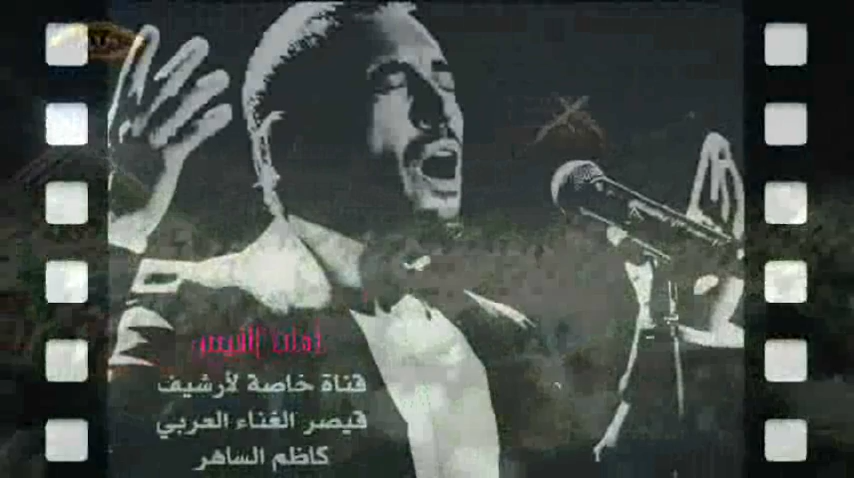 قناة خاصة لأرشيف
قيصر الغناء العربي
كاظم الساهر